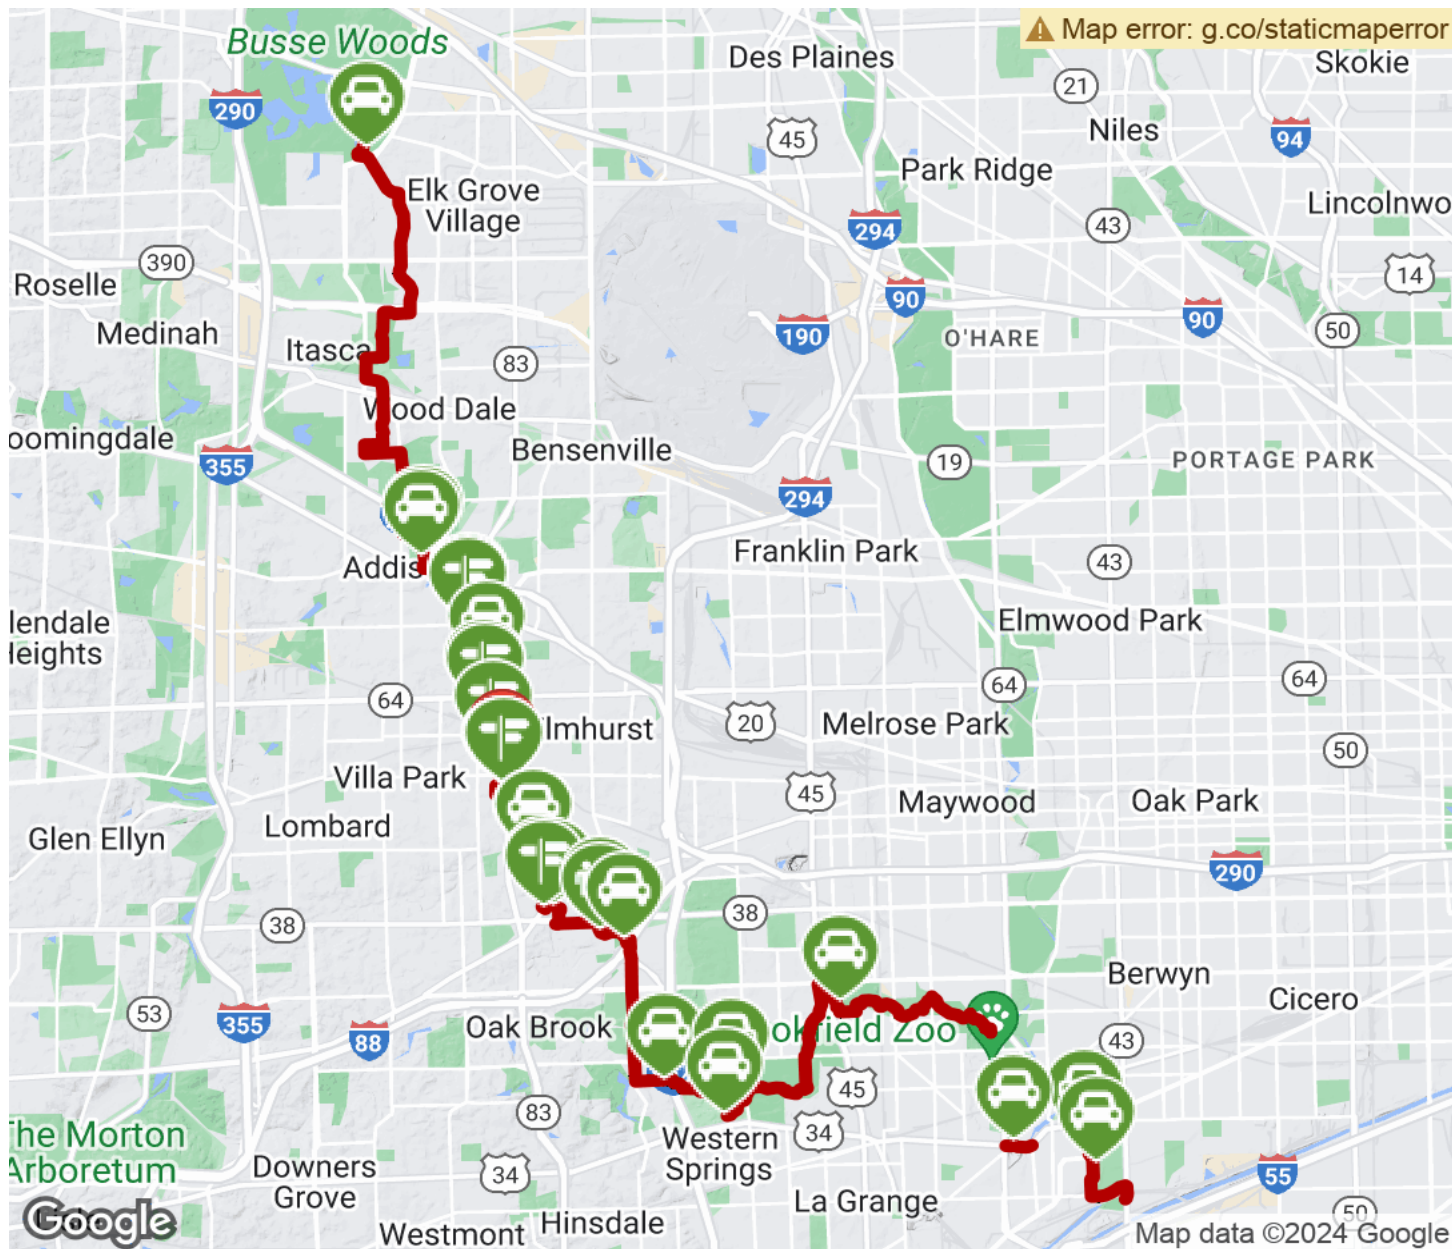 Busse Woods
Map error: g.co/staticmaperror
Des Plaines
Skokie
21
290
45
Niles
94
Park Ridge
Elk Grove
Village
Lincolnwo
43
294
390
Roselle
14
90
90
Medinah
190
50
O'HARE
Itasca
83
Wood Dale
oomingdale
Bensenville
355
19
PORTAGE PARK
294
Franklin Park
43
Addis
lendale
Heights
Elmwood Park
64
64
64
20
Melrose Park
lmhurst
50
Villa Park
45
Maywood
Oak Park
Lombard
Glen Ellyn
290
38
38
Berwyn
Cicero
53
355
Oak Brook
okfield Zoo
88
43
45
83
34
The Morton
Arboretum
Western
Springs
Downers
Grove
34
55
La Grange
Google
Hinsdale
Westmont
50
Map data ©2024 Google